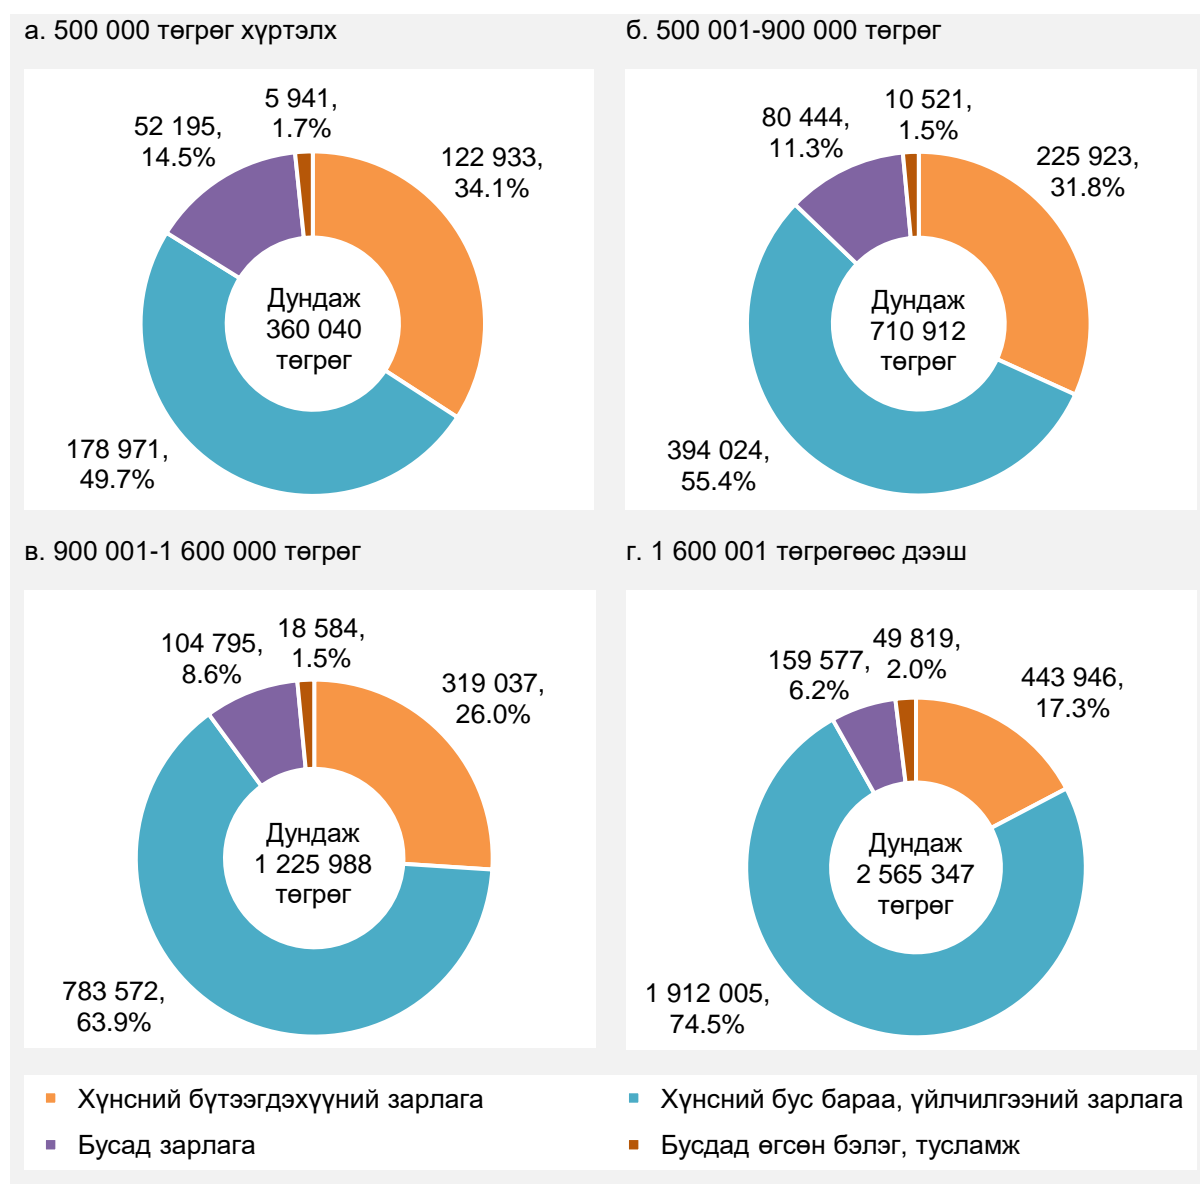 а. 500 000 төгрөг хүртэлх
5 941,
1.7%
52 195,
14.5%
122 933,
34.1%
Дундаж
360 040
төгрөг
178 971,
49.7%
б. 500 001-900 000 төгрөг
10 521,
1.5%
80 444,
11.3%
225 923,
31.8%
Дундаж
710 912
төгрөг
394 024,
55.4%
в. 900 001-1 600 000 төгрөг
18 584,
1.5%
104 795,
8.6%
319 037,
26.0%
Дундаж
1 225 988
төгрөг
783 572,
63.9%
г. 1 600 001 төгрөгөөс дээш
49 819,
2.0%
159 577,
6.2%
443 946,
17.3%
Дундаж
2 565 347
төгрөг
1 912 005,
74.5%
Хүнсний бүтээгдэхүүний зарлага
Хүнсний бус бараа, үйлчилгээний зарлага
Бусад зарлага
Бусдад өгсөн бэлэг, тусламж